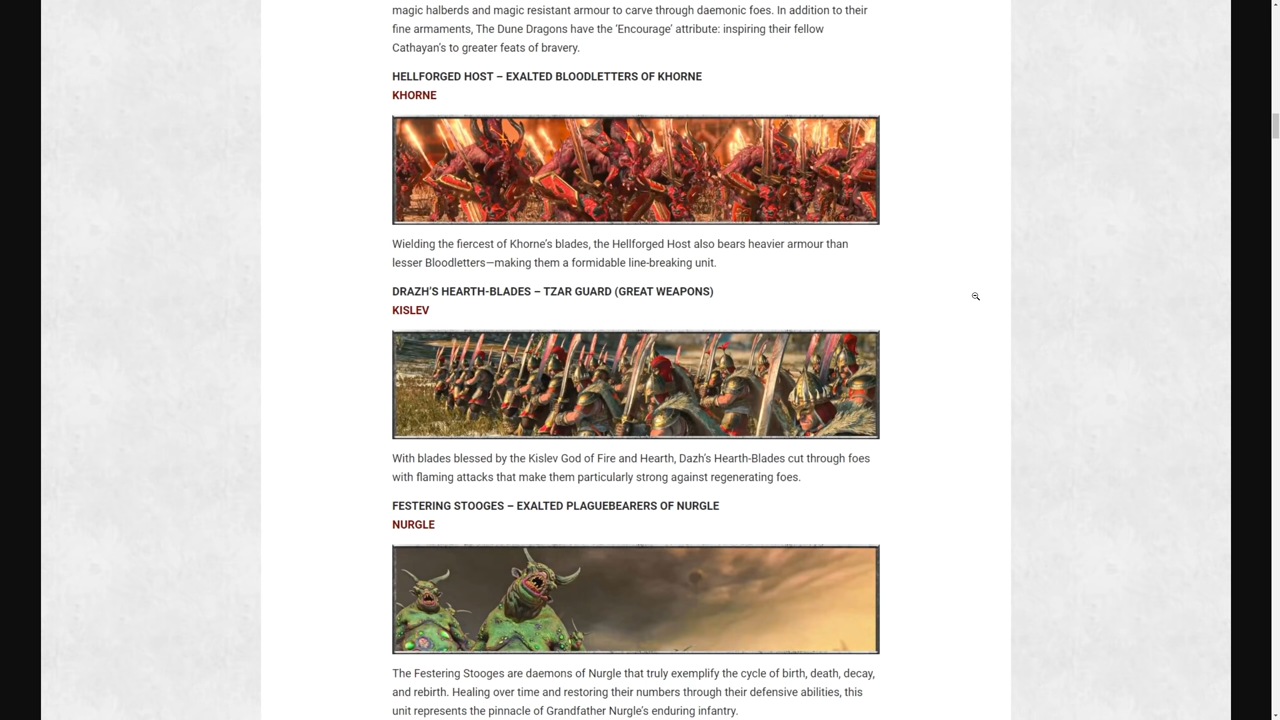 magic halberds and magic resistant armour to carve through daemonic foes. In addition to their
fine armaments, The Dune Dragons have the ‘Encourage’ attribute: inspiring their fellow
Cathayan’s to greater feats of bravery.
HELLFORGED HOST – EXALTED BLOODLETTERS OF KHORNE
KHORNE
Wielding the fiercest of Khorne’s blades, the Hellforged Host also bears heavier armour than
lesser Bloodletters—making them a formidable line-breaking unit.
DRAZH’S HEARTH-BLADES – TZAR GUARD (GREAT WEAPONS)
KISLEV
With blades blessed by the Kislev God of Fire and Hearth, Dazh’s Hearth-Blades cut through foes
with flaming attacks that make them particularly strong against regenerating foes.
FESTERING STOOGES – EXALTED PLAGUEBEARERS OF NURGLE
NURGLE
The Festering Stooges are daemons of Nurgle that truly exemplify the cycle of birth, death, decay,
and rebirth. Healing over time and restoring their numbers through their defensive abilities, this
unit represents the pinnacle of Grandfather Nurgle’s enduring infantry.